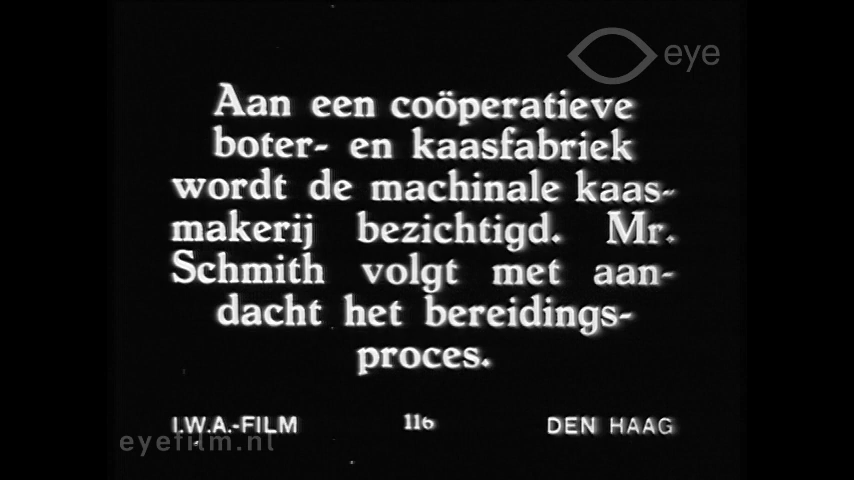 eye
Aan een coöperatieve
boter- en kaasfabriek
wordt de machinale kaas-
makerij bezichtigd. Mr.
Schmith volgt met aan-
dacht het bereidings-
proces.
I.W.A.-FILM 116 DEN HAAG
eyefilm.nl